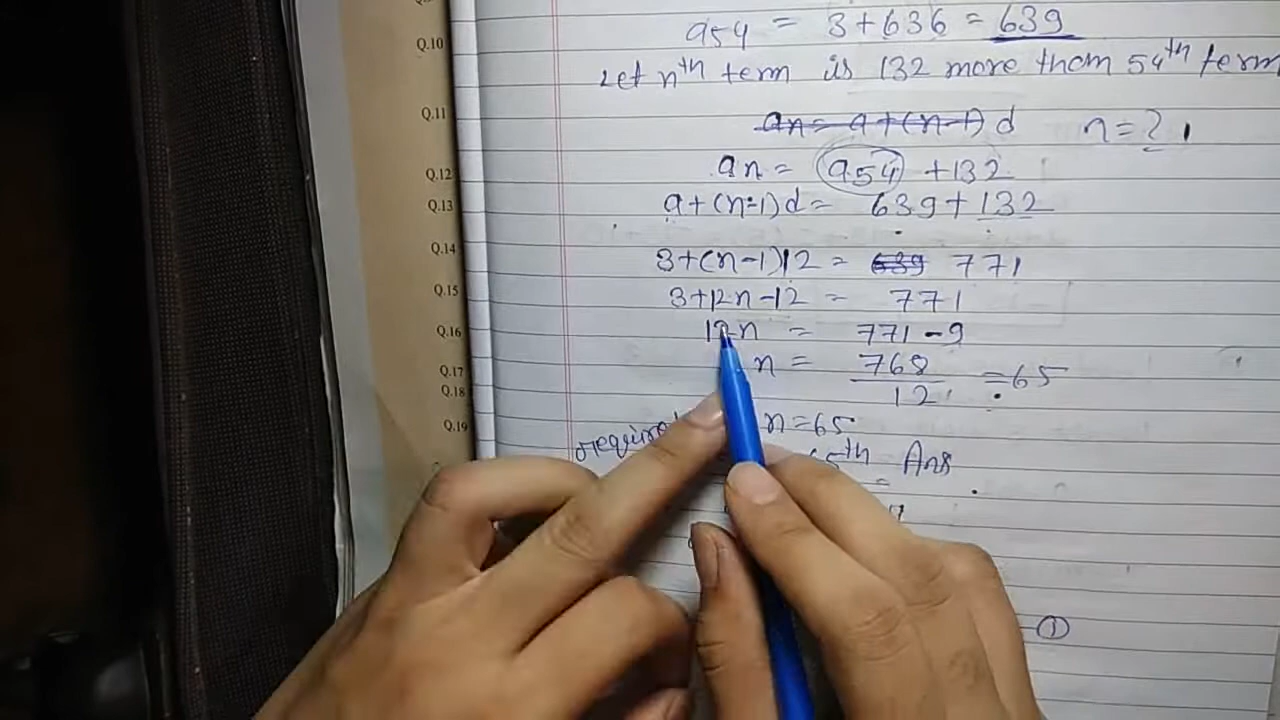 Q.10
Q.11
Q.12
Q.13
Q.14
Q.15
Q.16
Q.17
Q.18
Q.19
a54 = 3+636 = 639
Let nth term is 132 more than 54th term
an = a+(n-1)d n=?
an = a54 +132
a+(n-1)d = 639+132
3+(n-1)12 = 639 771
3+12n-12 = 771
12n = 771-9
n = 768/12 =65
n=65
65th Ans
①